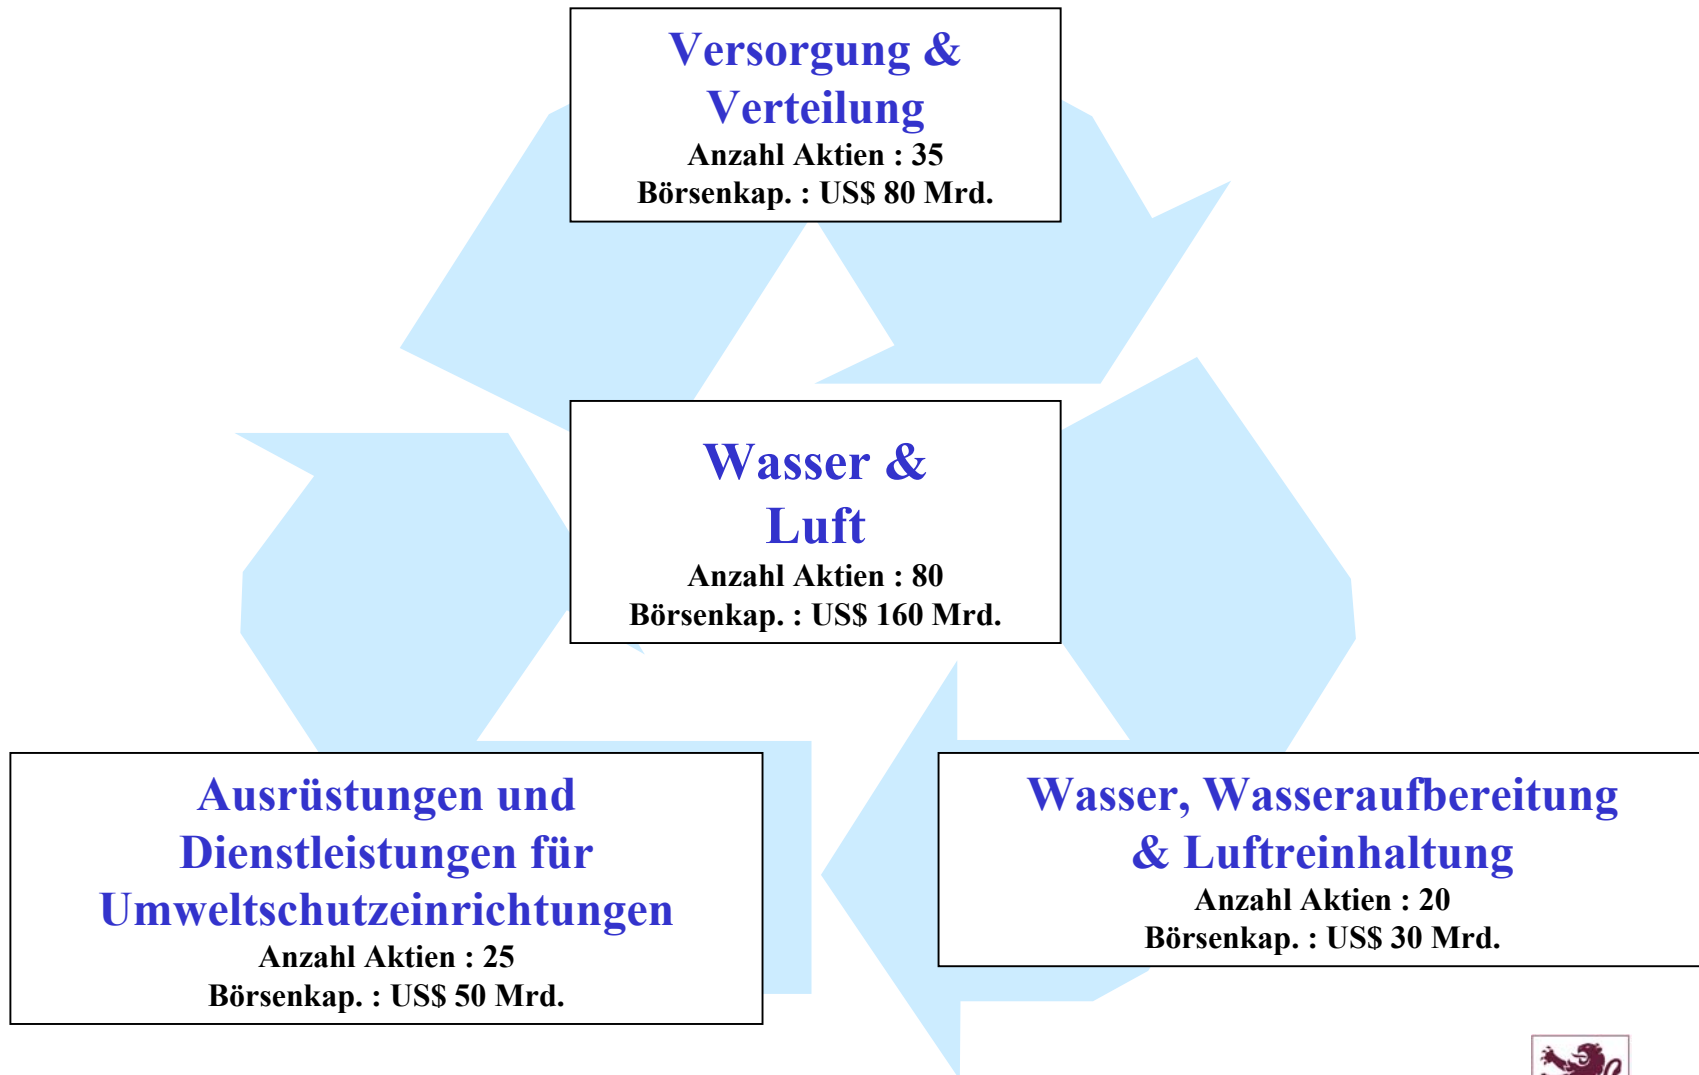 Versorgung &
Verteilung
Anzahl Aktien : 35
Börsenkap. : US$ 80 Mrd.
Wasser &
Luft
Anzahl Aktien : 80
Börsenkap. : US$ 160 Mrd.
Ausrüstungen und
Dienstleistungen für
Umweltschutzeinrichtungen
Anzahl Aktien : 25
Börsenkap. : US$ 50 Mrd.
Wasser, Wasseraufbereitung
& Luftreinhaltung
Anzahl Aktien : 20
Börsenkap. : US$ 30 Mrd.